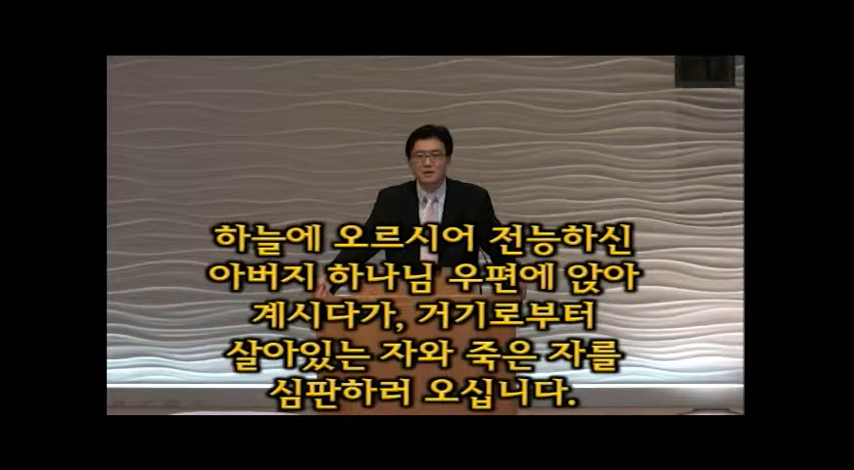 하늘에 오르시어 전능하신
아버지 하나님 우편에 앉아
계시다가, 거기로부터
살아있는 자와 죽은 자를
심판하러 오십니다.